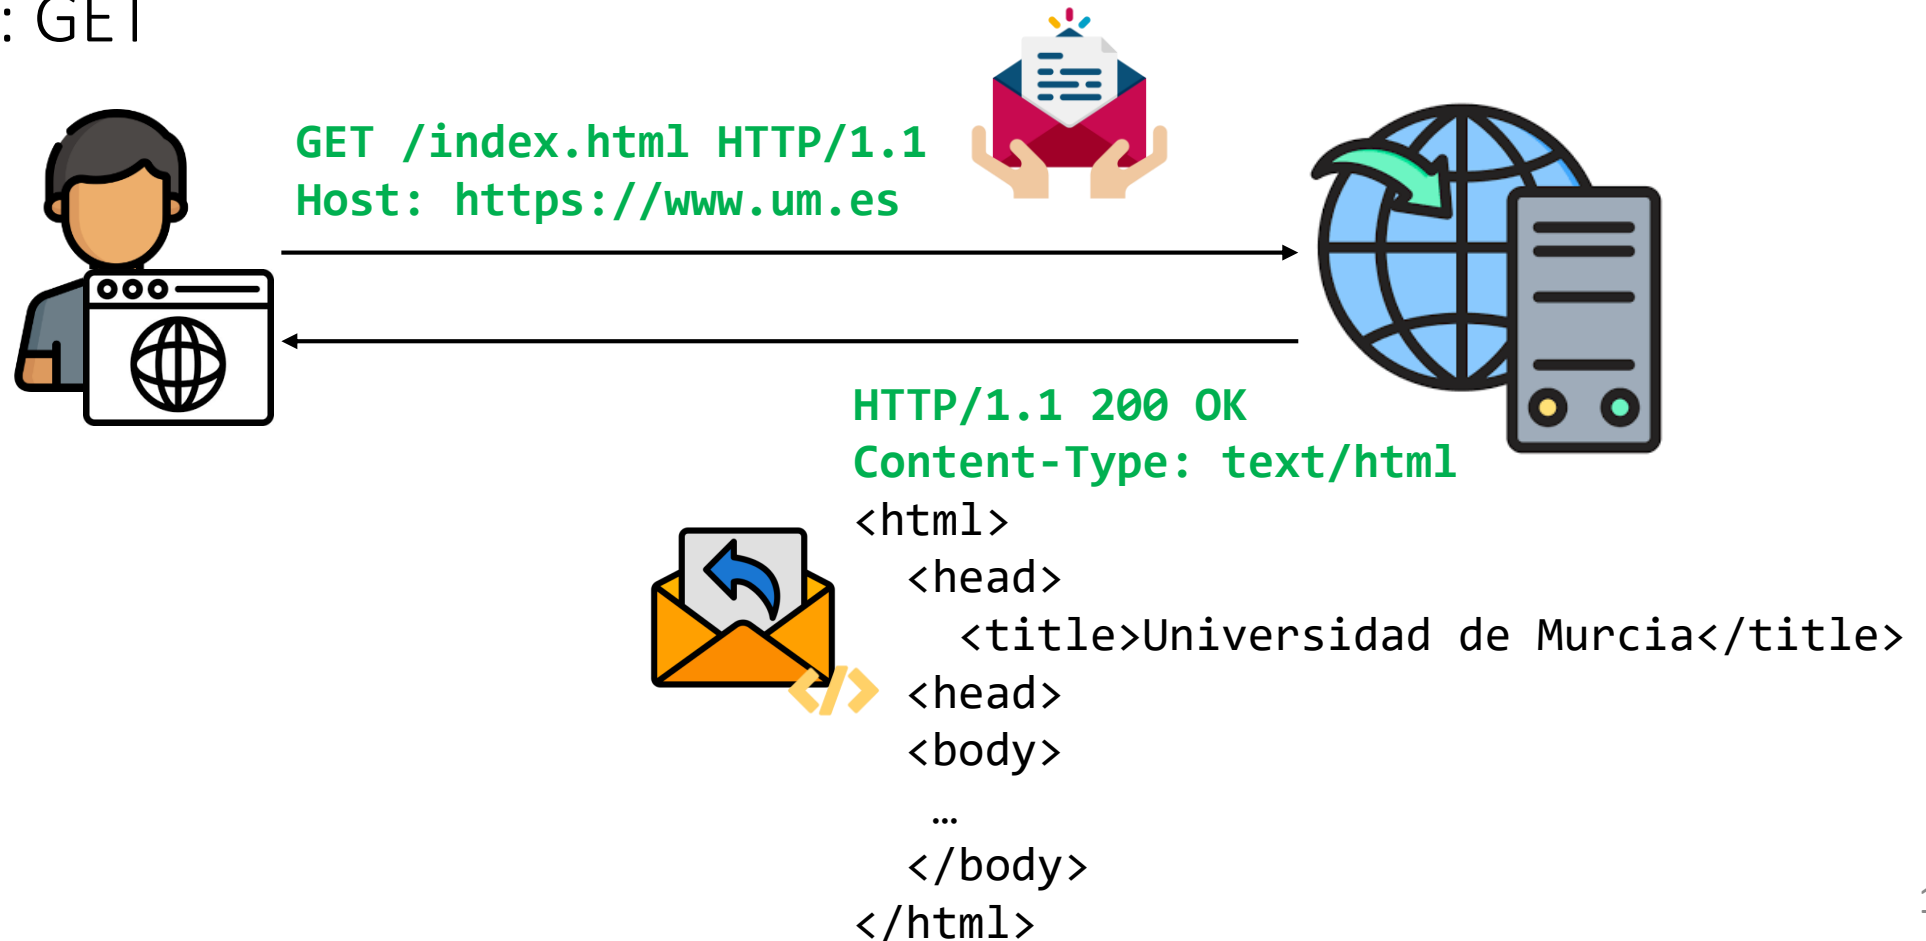 : GET
GET /index.html HTTP/1.1
Host: https://www.um.es
HTTP/1.1 200 OK
Content-Type: text/html
<html>
<head>
<title>Universidad de Murcia</title>
<head>
<body>
…
</body>
</html>